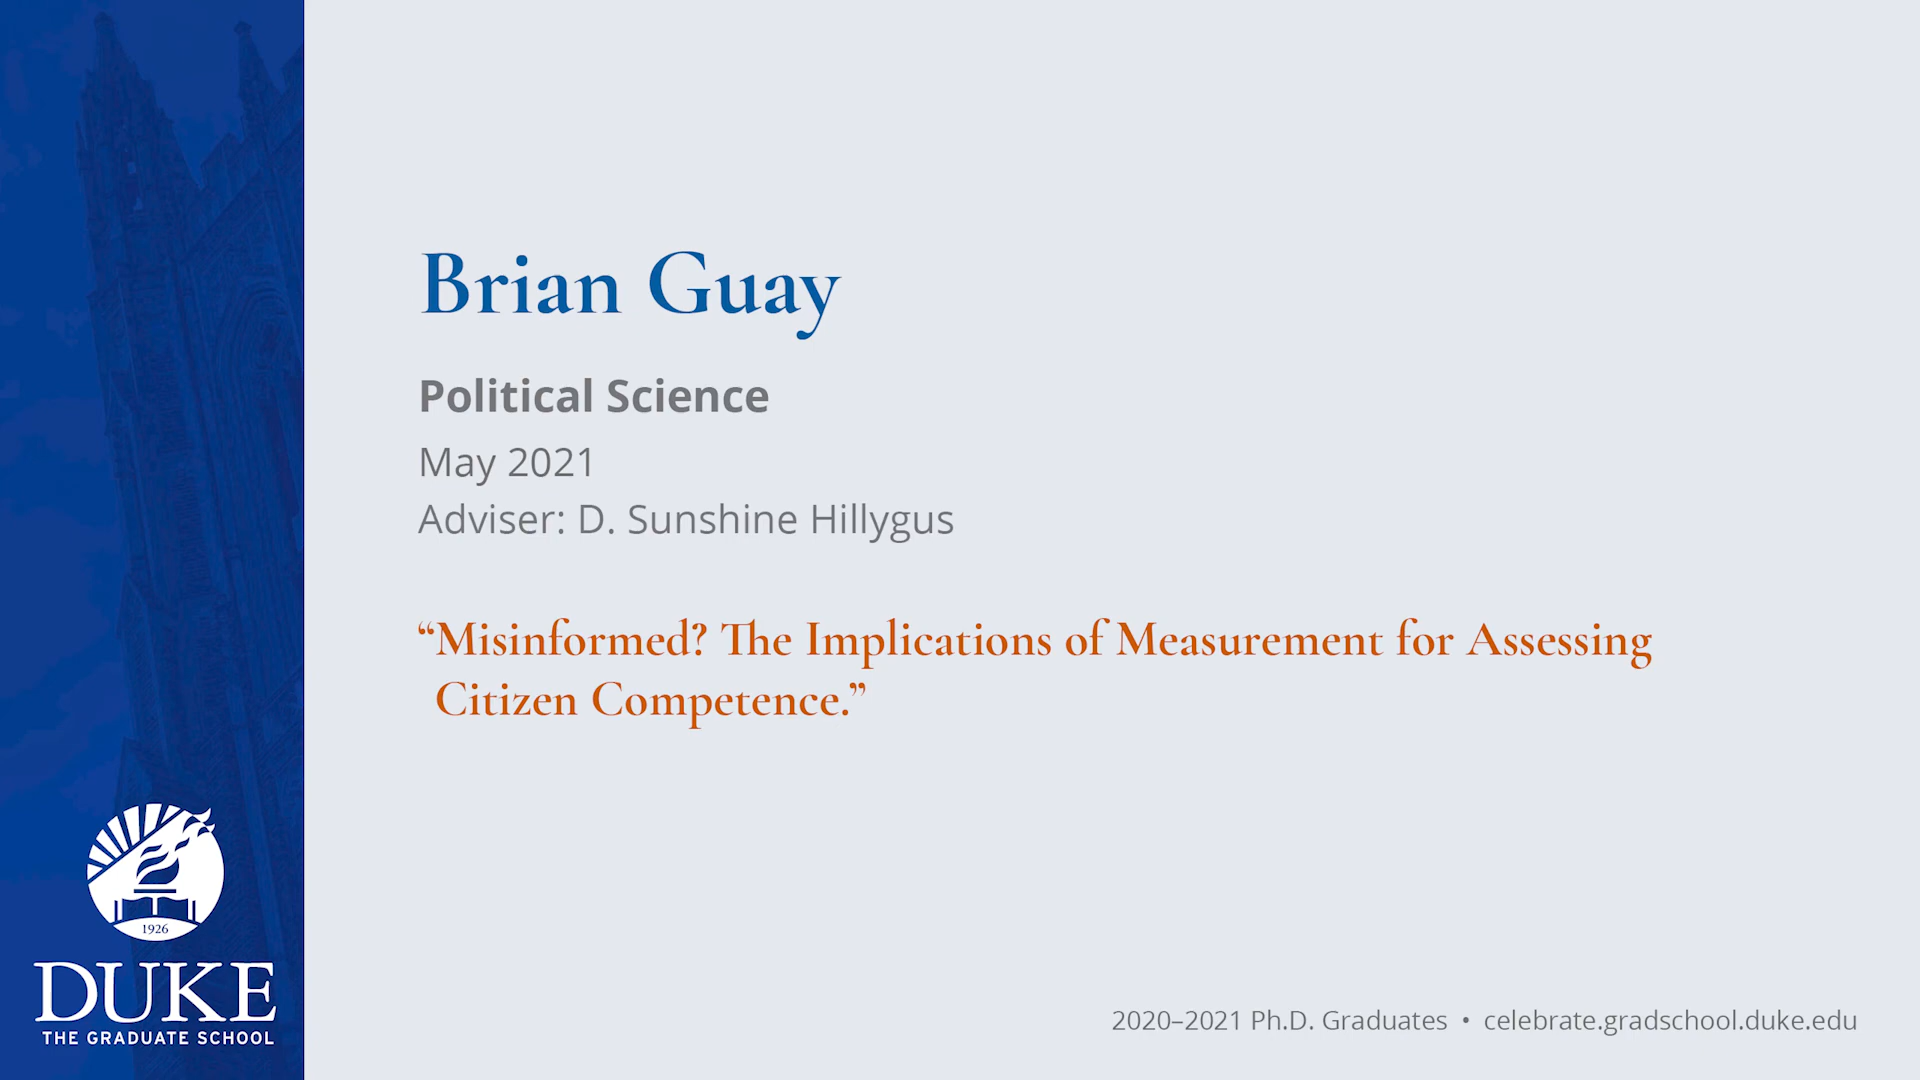 Brian Guay
Political Science
May 2021
Adviser: D. Sunshine Hillygus
“Misinformed? The Implications of Measurement for Assessing
Citizen Competence.”
1926
DUKE
THE GRADUATE SCHOOL
2020–2021 Ph.D. Graduates • celebrate.gradschool.duke.edu